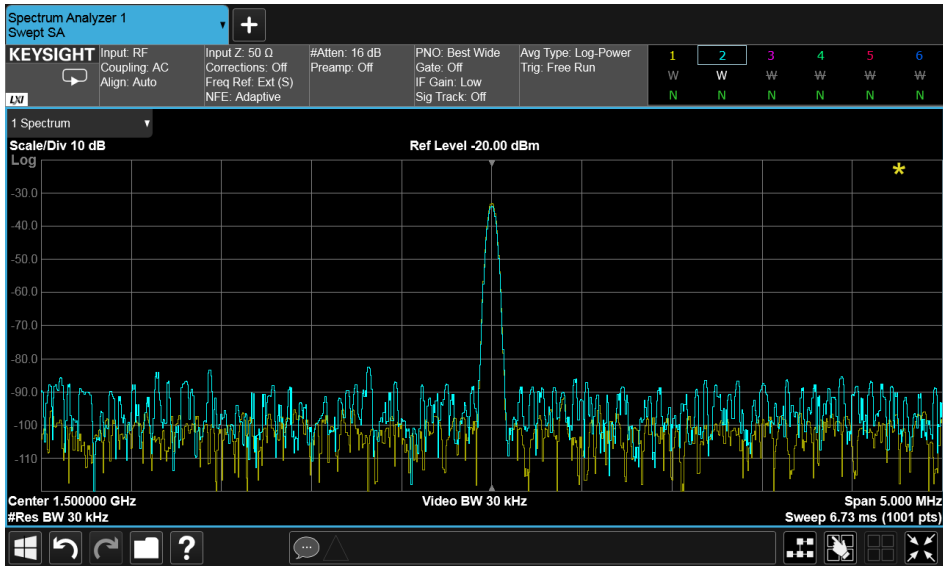 Spectrum Analyzer 1
Swept SA
+
KEYSIGHT
LXI
Input: RF
Coupling: AC
Align: Auto
Input Z: 50 Ω
Corrections: Off
Freq Ref: Ext (S)
NFE: Adaptive
#Atten: 16 dB
Preamp: Off
PNO: Best Wide
Gate: Off
IF Gain: Low
Sig Track: Off
Avg Type: Log-Power
Trig: Free Run
1 2 3 4 5 6
W W W W W W
N N N N N N
1 Spectrum
Scale/Div 10 dB
Ref Level -20.00 dBm
Log
-30.0
-40.0
-50.0
-60.0
-70.0
-80.0
-90.0
-100
-110
Center 1.500000 GHz
Video BW 30 kHz
Span 5.000 MHz
#Res BW 30 kHz
Sweep 6.73 ms (1001 pts)
?